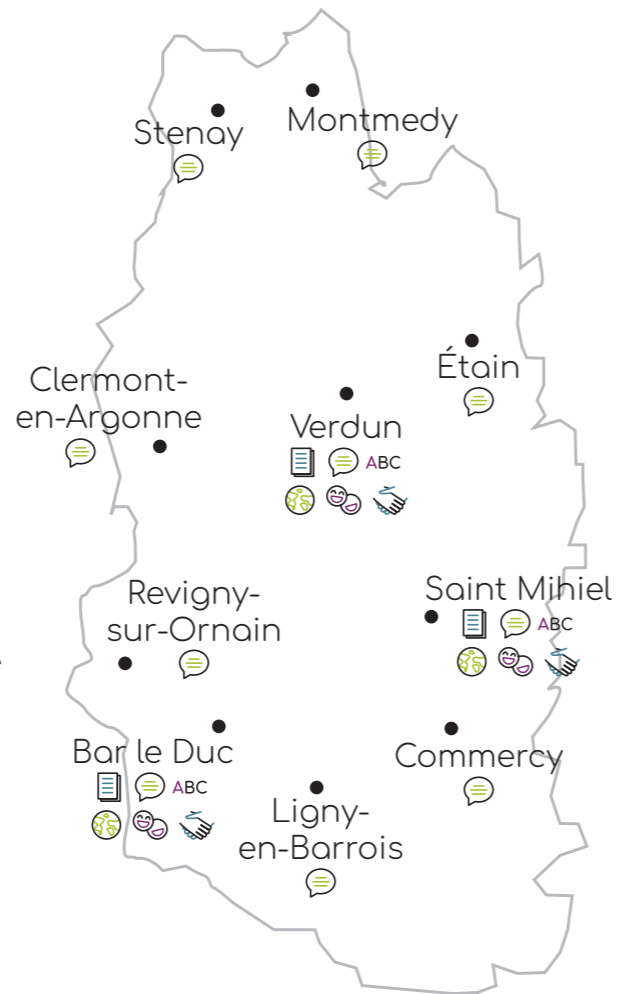 Stenay
Montmedy
Étain
Clermont-
en-Argonne
Verdun
ABC
Saint Mihiel
ABC
Revigny-
sur-Ornain
Bar le Duc
ABC
Commercy
Ligny-
en-Barrois